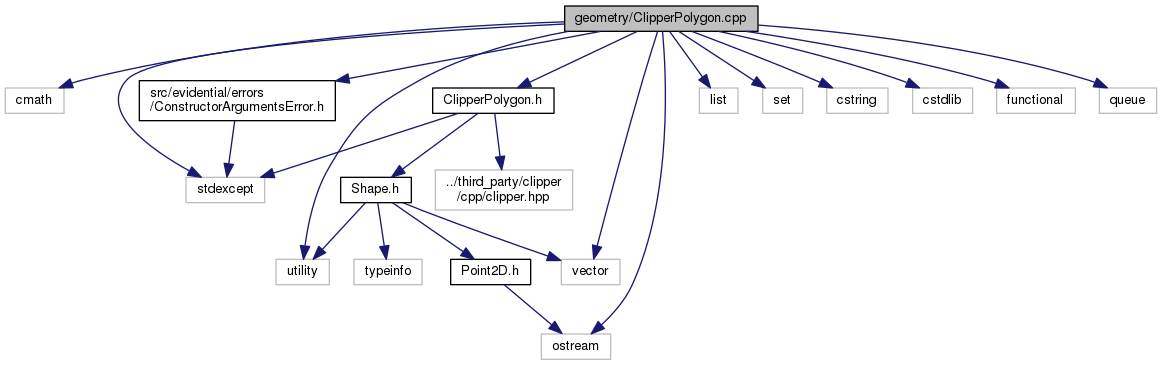 geometry/ClipperPolygon.cpp
cmath
src/evidential/errors
/ConstructorArgumentsError.h
ClipperPolygon.h
list
set
cstring
cstdlib
functional
queue
stdexcept
Shape.h
../third_party/clipper
/cpp/clipper.hpp
utility
typeinfo
Point2D.h
vector
ostream